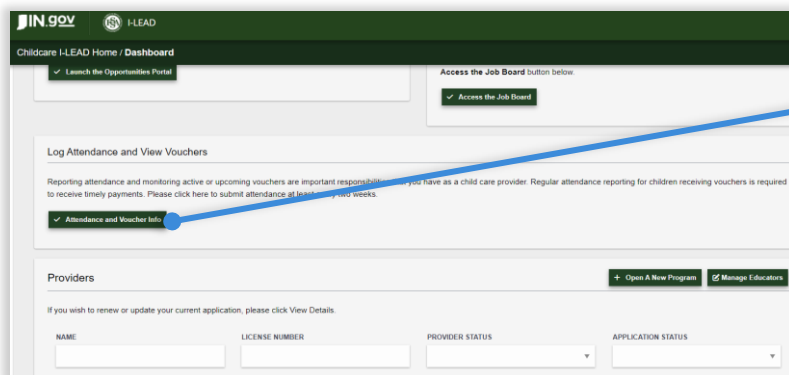 IN.gov I-LEAD
Childcare I-LEAD Home / Dashboard
Launch the Opportunities Portal
Access the Job Board button below.
Access the Job Board
Log Attendance and View Vouchers
Reporting attendance and monitoring active or upcoming vouchers are important responsibilities you have as a child care provider. Regular attendance reporting for children receiving vouchers is required
to receive timely payments. Please click here to submit attendance at least every two weeks.
Attendance and Voucher Info
Providers
+ Open A New Program Manage Educators
If you wish to renew or update your current application, please click View Details.
NAME LICENSE NUMBER PROVIDER STATUS APPLICATION STATUS